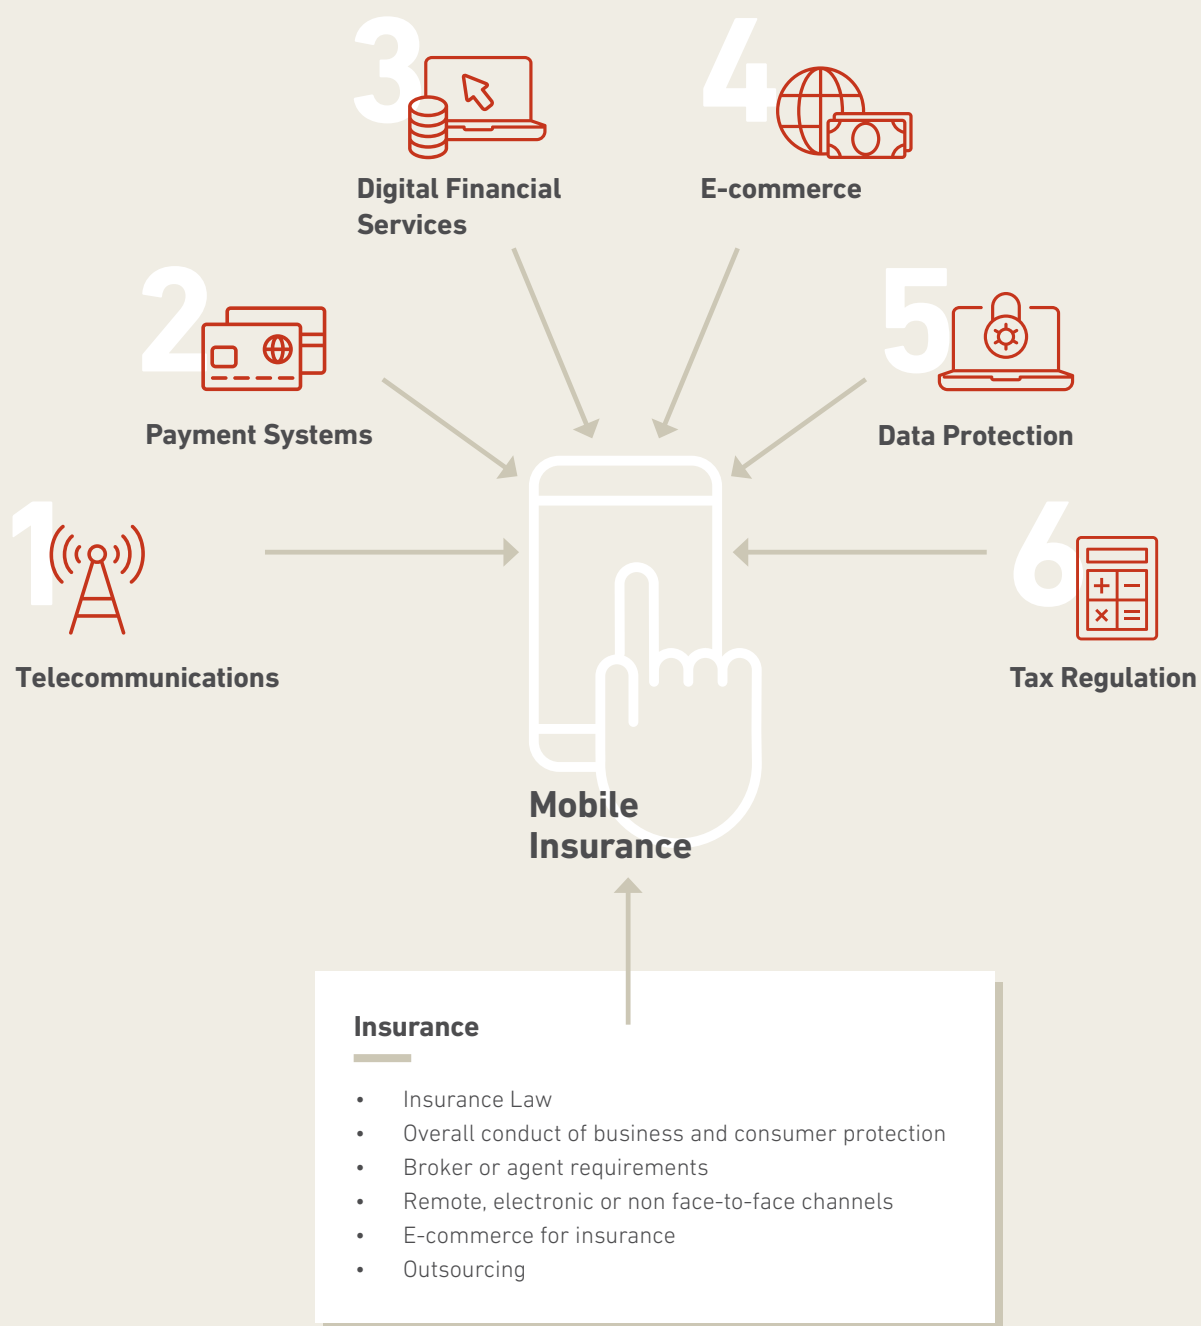 3
Digital Financial
Services
4
E-commerce
2
Payment Systems
5
Data Protection
1
Telecommunications
6
Tax Regulation
Mobile
Insurance
Insurance
• Insurance Law
• Overall conduct of business and consumer protection
• Broker or agent requirements
• Remote, electronic or non face-to-face channels
• E-commerce for insurance
• Outsourcing